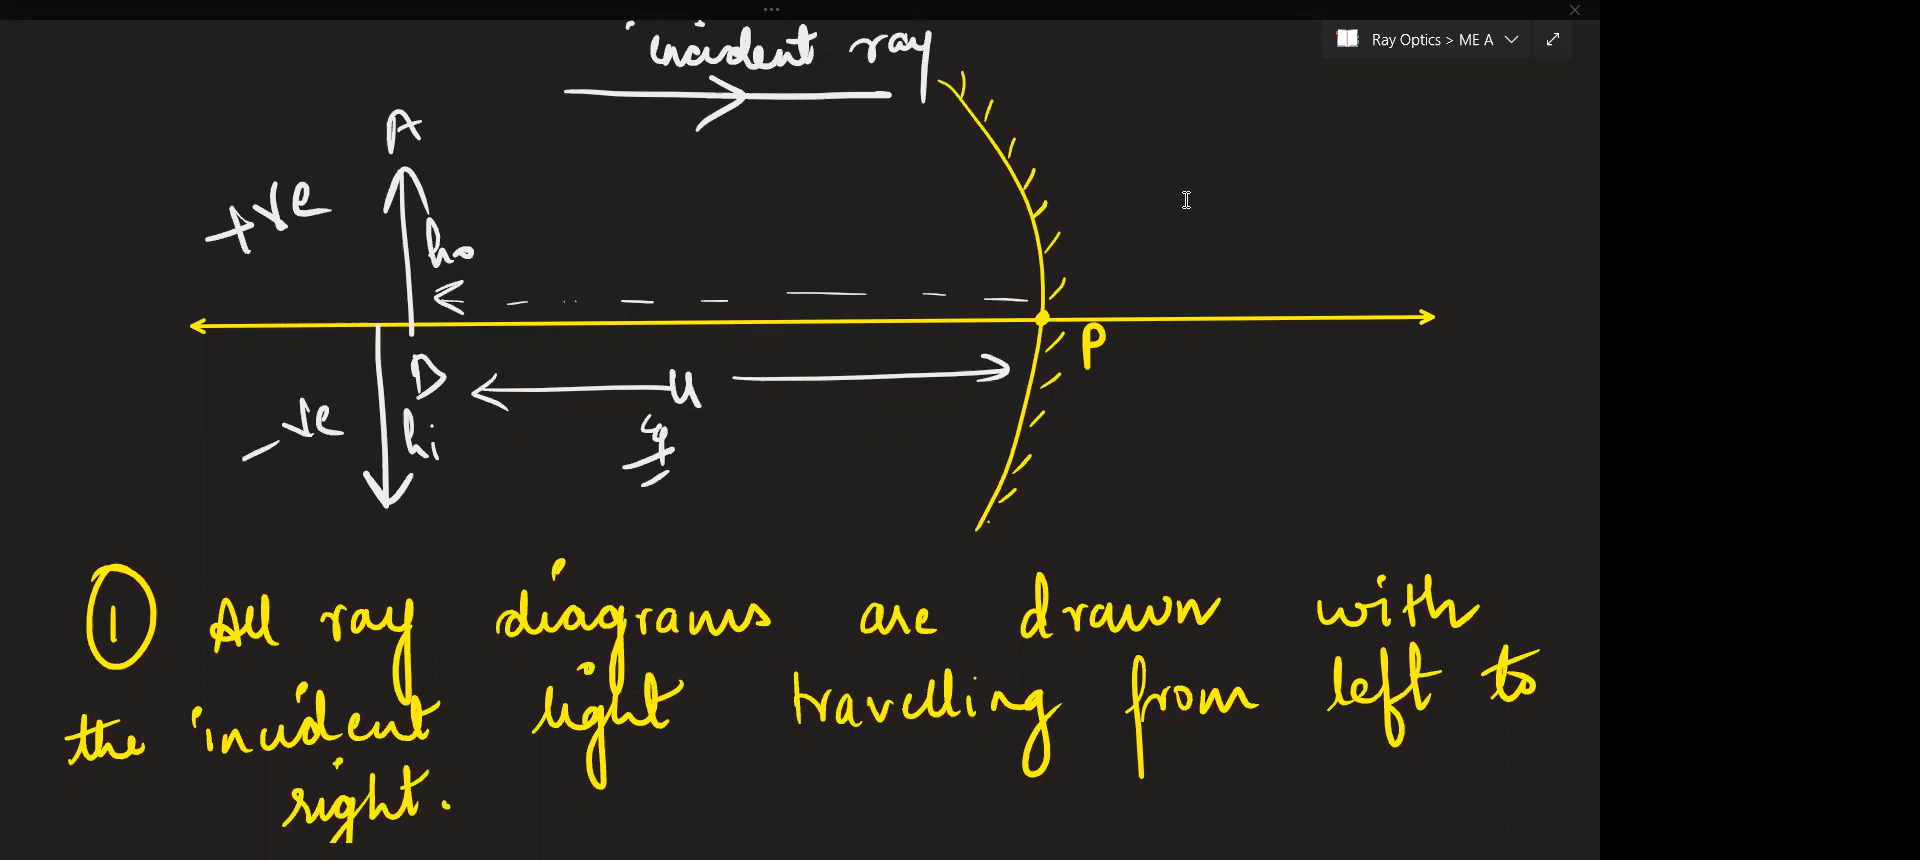 incident ray
Ray Optics > ME A
A
+ve
ho
P
D
u
-ve
hi
① All ray diagrams are drawn with
the incident light travelling from left to
right.